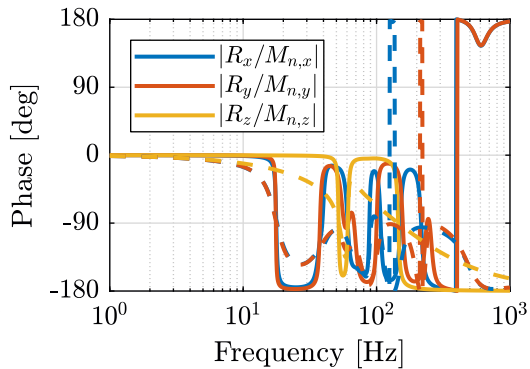 180
90
0
-90
-180
Phase [deg]
|R_x/M_{n,x}|
|R_y/M_{n,y}|
|R_z/M_{n,z}|
10^0
10^1
10^2
10^3
Frequency [Hz]